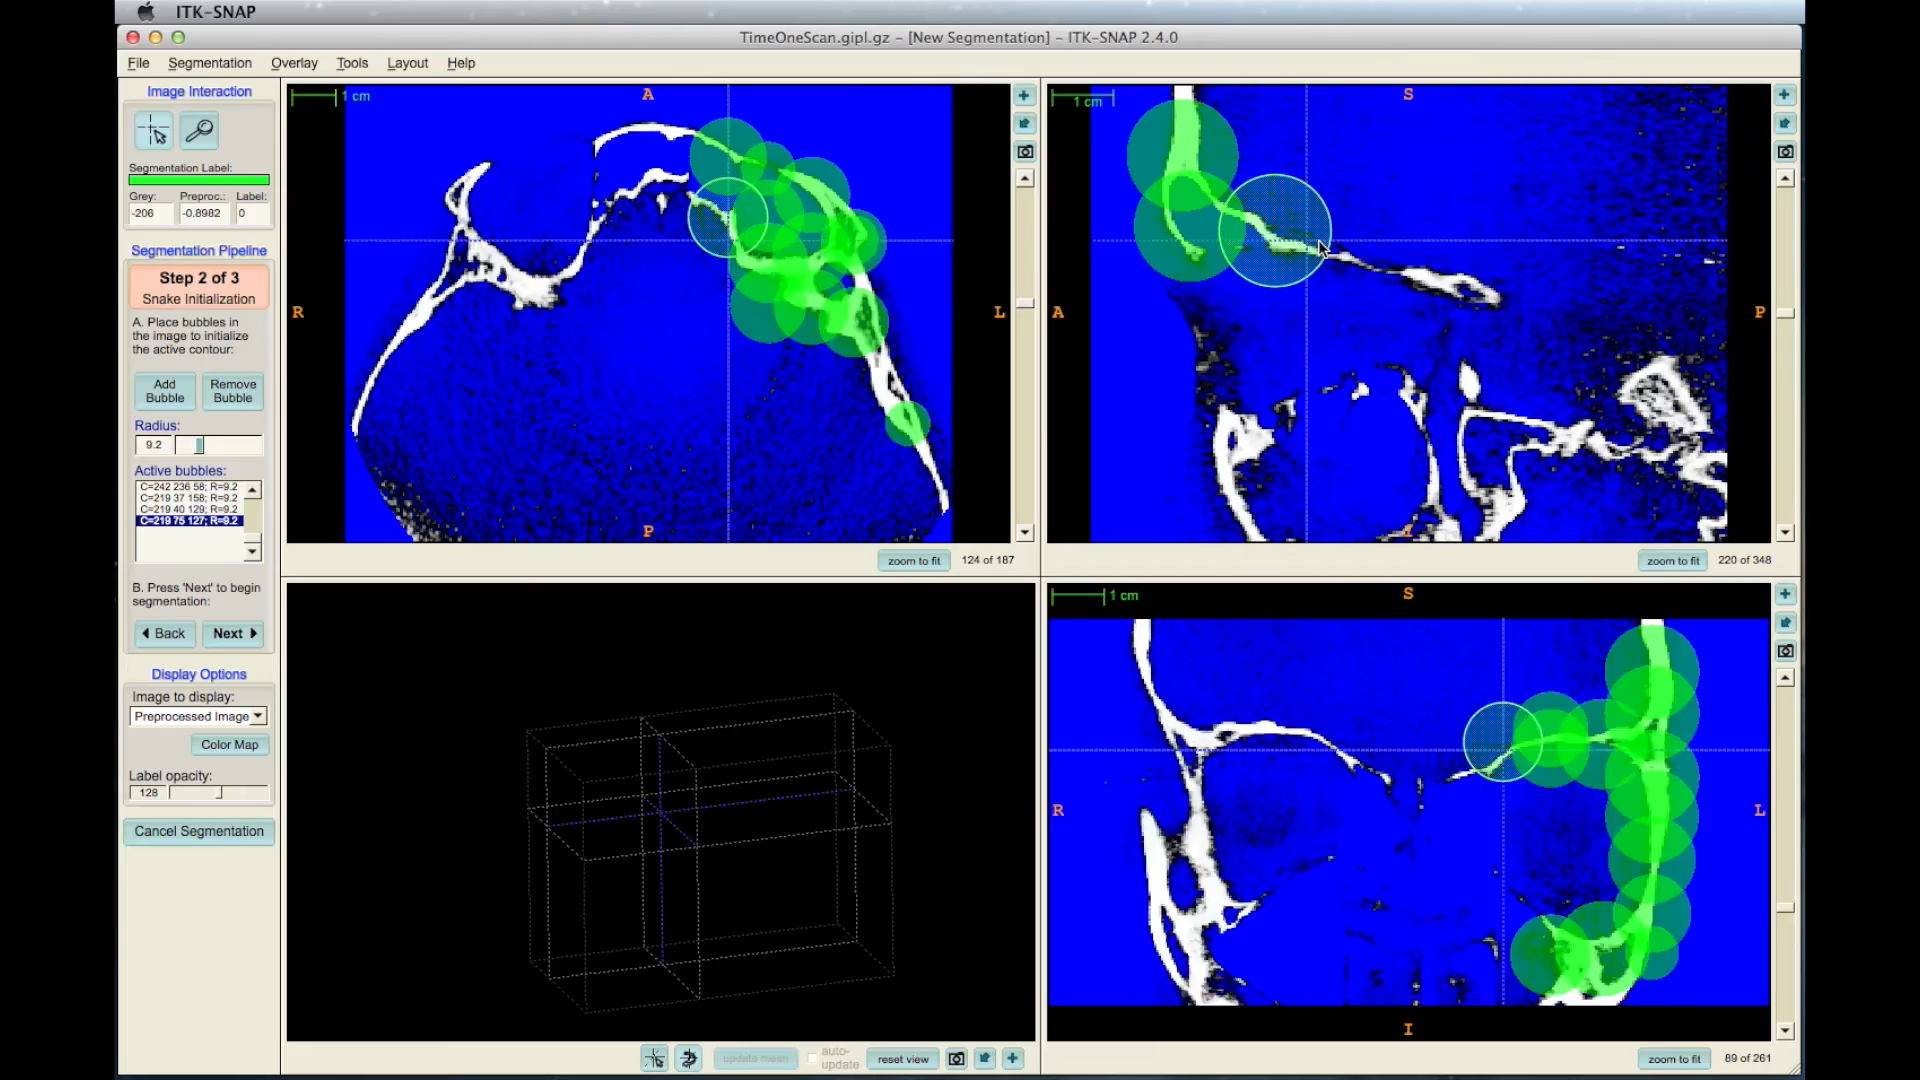 ITK-SNAP
TimeOneScan.gipl.gz - [New Segmentation] - ITK-SNAP 2.4.0
File Segmentation Overlay Tools Layout Help
Image Interaction
Segmentation Label:
Grey: Preproc.: Label:
-206 -0.8982 0
Segmentation Pipeline
Step 2 of 3
Snake Initialization
A. Place bubbles in
the image to initialize
the active contour:
Add
Bubble
Remove
Bubble
Radius:
9.2
Active bubbles:
C=242 236 58; R=9.2
C=219 37 158; R=9.2
C=219 40 129; R=9.2
C=219 75 127; R=9.2
B. Press 'Next' to begin
segmentation:
Back Next
Display Options
Image to display:
Preprocessed Image
Color Map
Label opacity:
128
Cancel Segmentation
1 cm
A
R
L
P
zoom to fit 124 of 187
1 cm
S
A
P
I
zoom to fit 220 of 348
update mesh
auto-
update
reset view
1 cm
S
R
L
I
zoom to fit 89 of 261